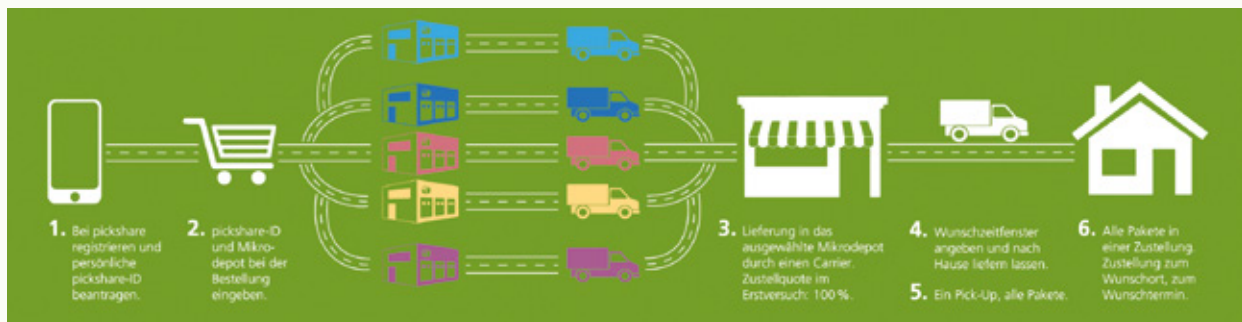 1. Bei pickshare
registrieren und
persönliche
pickshare-ID
beantragen.
2. pickshare-ID
und Mikro-
depot bei der
Bestellung
eingeben.
3. Lieferung in das
ausgewählte Mikrodepot
durch einen Carrier.
Zustellquote im
Erstversuch: 100 %.
4. Wunschzeitfenster
angeben und nach
Hause liefern lassen.
5. Ein Pick-Up, alle Pakete.
6. Alle Pakete in
einer Zustellung.
Zustellung zum
Wunschort, zum
Wunschtermin.